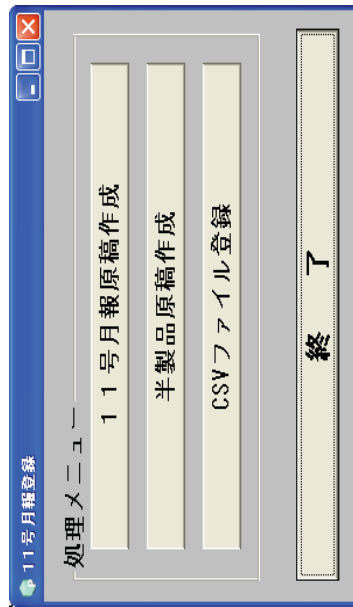 11号月報登録
処理メニュー
11号月報原稿作成
半製品原稿作成
CSVファイル登録
終 了